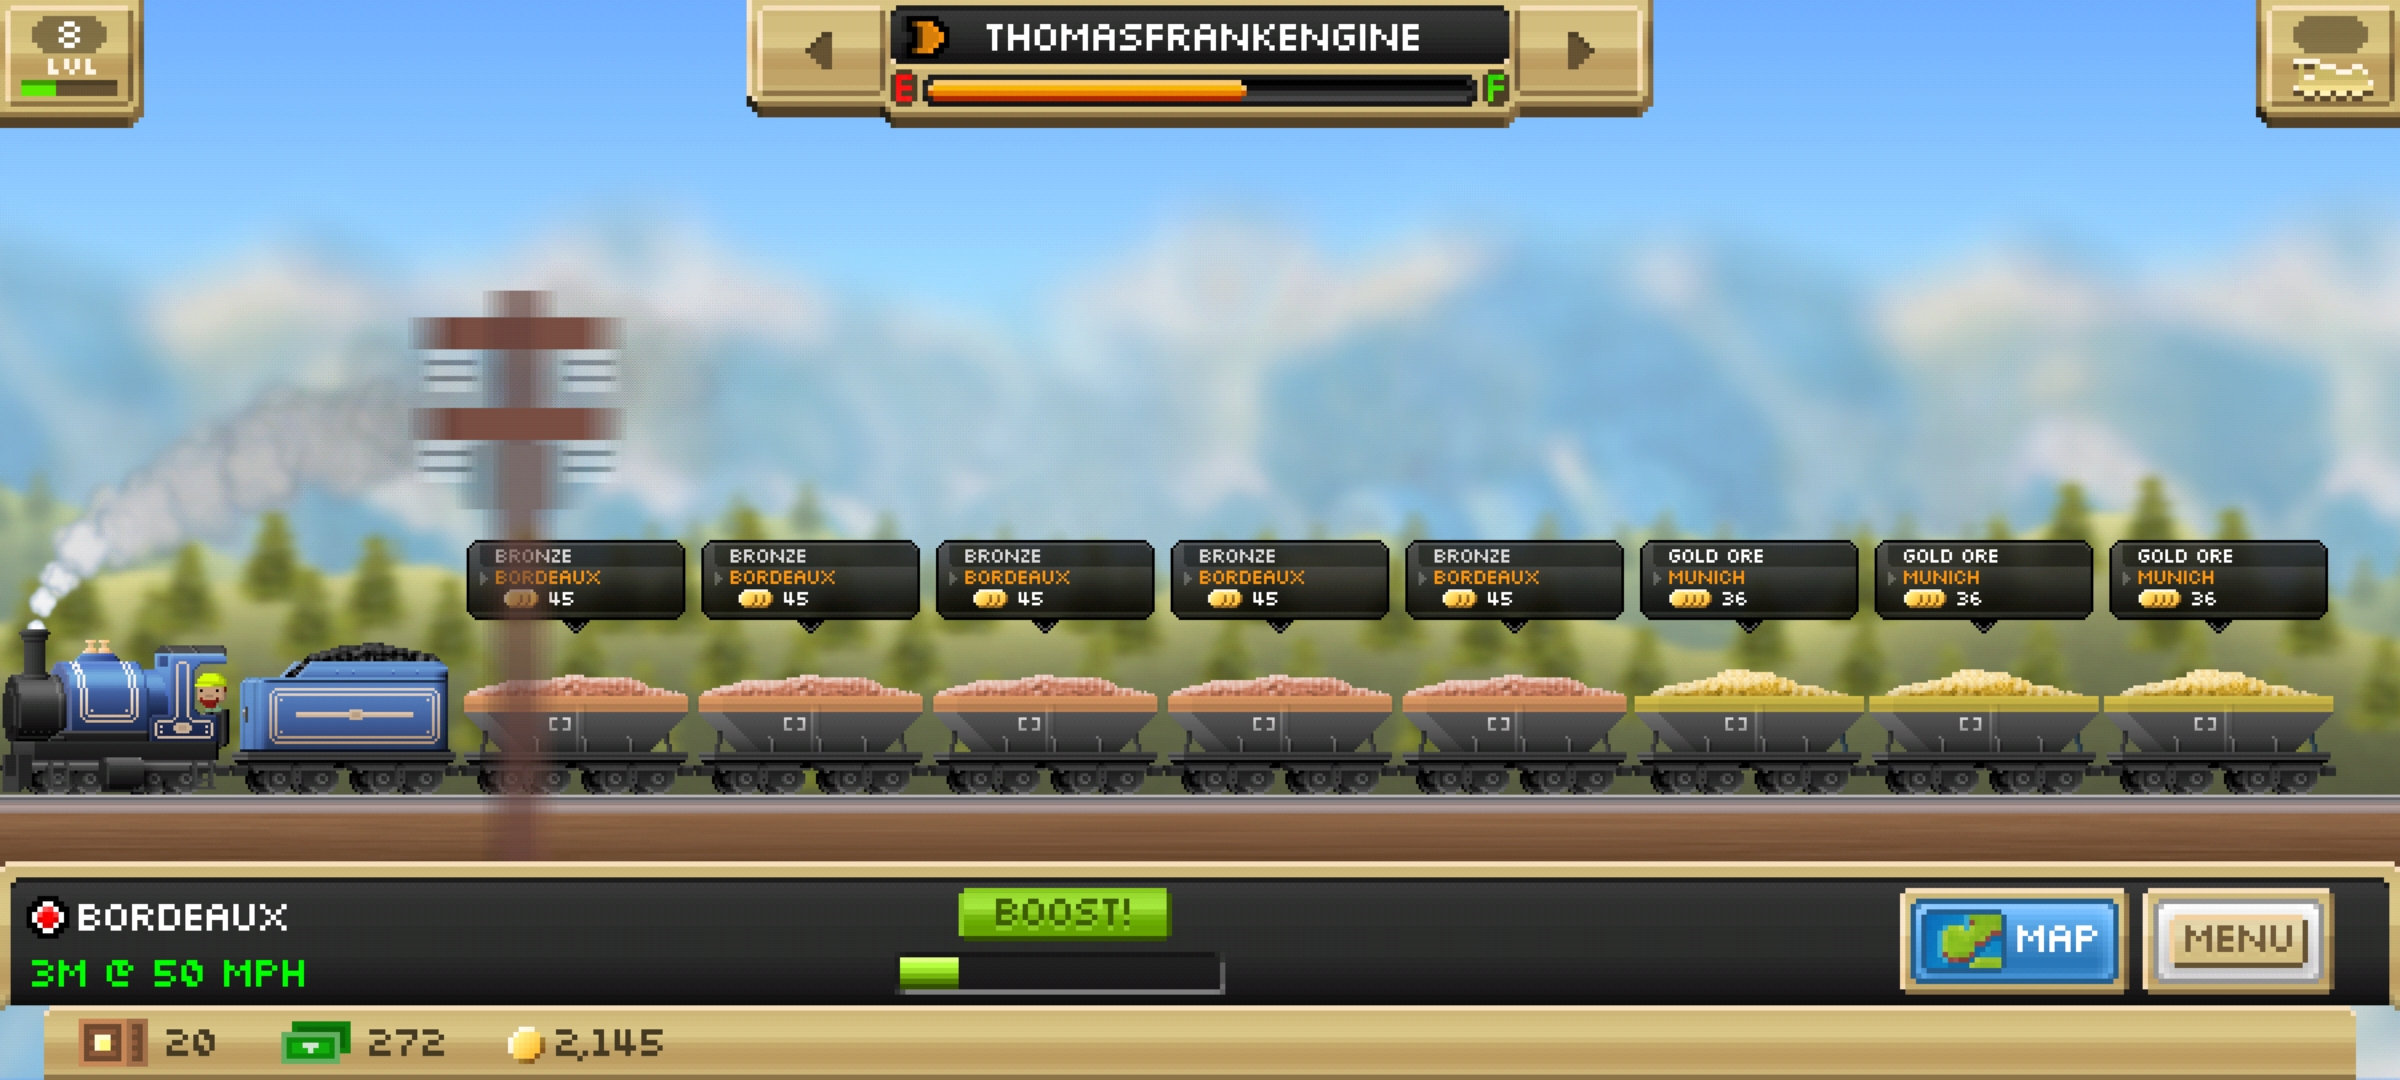 8
LVL
THOMASFRANKENGINE
E F
BRONZE
BORDEAUX
45
BRONZE
BORDEAUX
45
BRONZE
BORDEAUX
45
BRONZE
BORDEAUX
45
BRONZE
BORDEAUX
45
GOLD ORE
MUNICH
36
GOLD ORE
MUNICH
36
GOLD ORE
MUNICH
36
BORDEAUX
3M @ 50 MPH
BOOST!
MAP
MENU
20 272 2,145